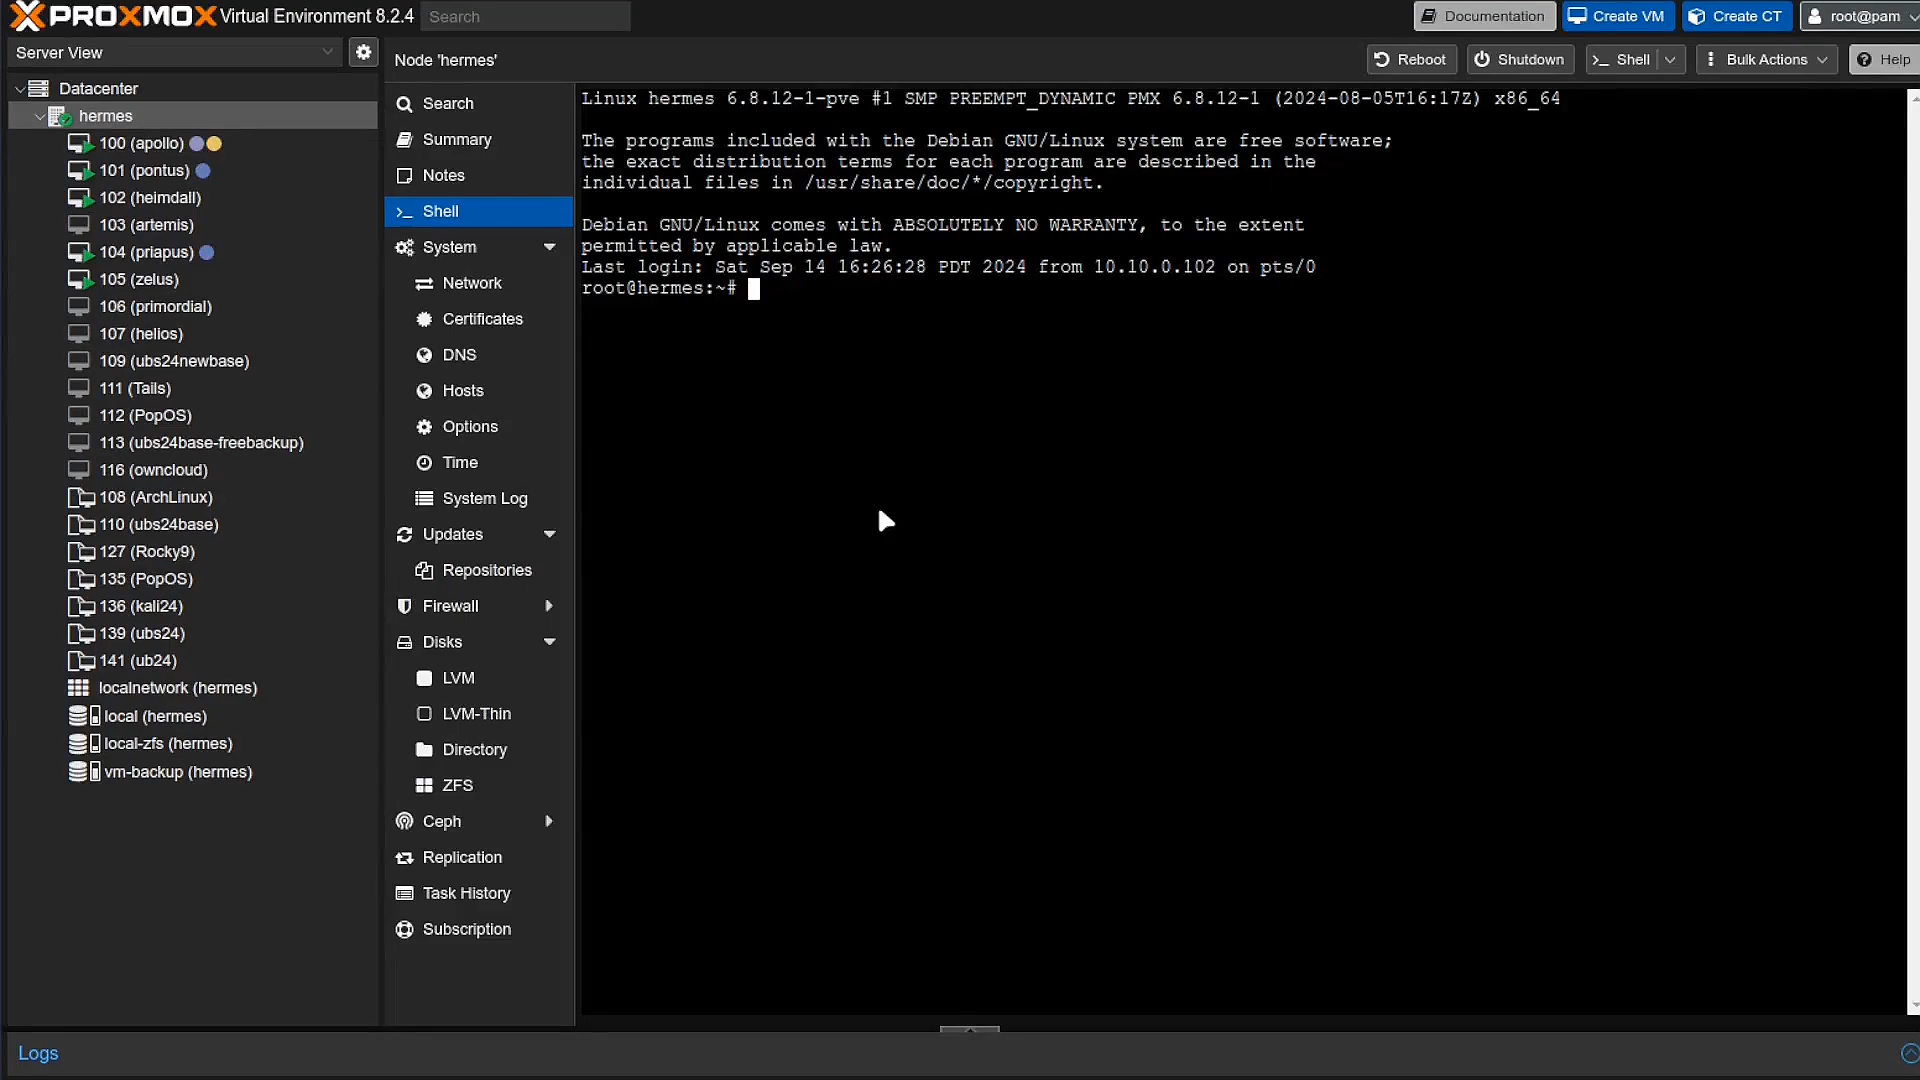 PROXMOX Virtual Environment 8.2.4
Search
Documentation
Create VM
Create CT
root@pam
Server View
Node 'hermes'
Reboot
Shutdown
Shell
Bulk Actions
Help
Datacenter
hermes
100 (apollo)
101 (pontus)
102 (heimdall)
103 (artemis)
104 (priapus)
105 (zelus)
106 (primordial)
107 (helios)
109 (ubs24newbase)
111 (Tails)
112 (PopOS)
113 (ubs24base-freebackup)
116 (owncloud)
108 (ArchLinux)
110 (ubs24base)
127 (Rocky9)
135 (PopOS)
136 (kali24)
139 (ubs24)
141 (ub24)
localnetwork (hermes)
local (hermes)
local-zfs (hermes)
vm-backup (hermes)
Search
Summary
Notes
Shell
System
Network
Certificates
DNS
Hosts
Options
Time
System Log
Updates
Repositories
Firewall
Disks
LVM
LVM-Thin
Directory
ZFS
Ceph
Replication
Task History
Subscription
Linux hermes 6.8.12-1-pve #1 SMP PREEMPT_DYNAMIC PMX 6.8.12-1 (2024-08-05T16:17Z) x86_64
The programs included with the Debian GNU/Linux system are free software;
the exact distribution terms for each program are described in the
individual files in /usr/share/doc/*/copyright.
Debian GNU/Linux comes with ABSOLUTELY NO WARRANTY, to the extent
permitted by applicable law.
Last login: Sat Sep 14 16:26:28 PDT 2024 from 10.10.0.102 on pts/0
root@hermes:~#
Logs